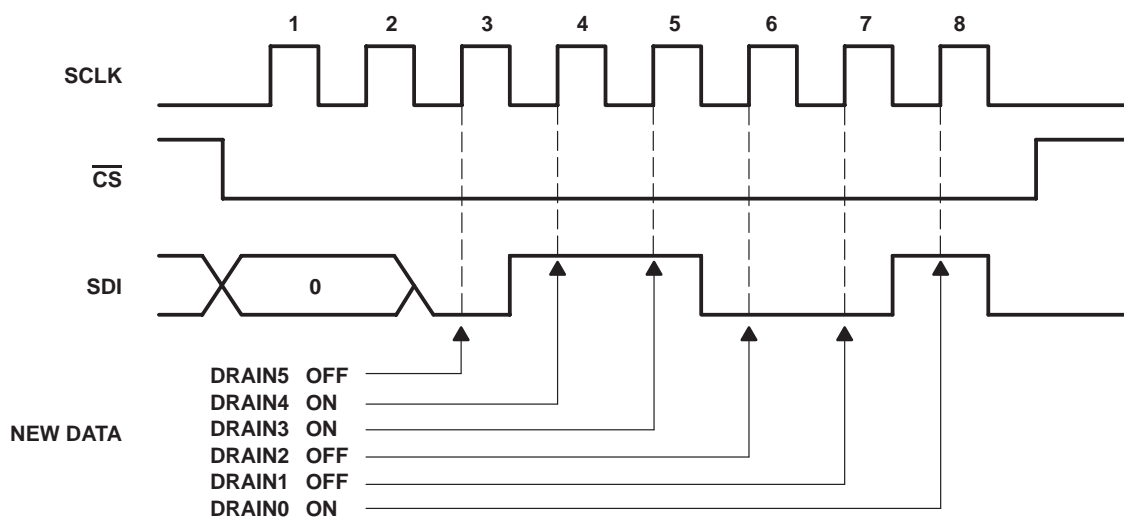 1 2 3 4 5 6 7 8
SCLK
CS
SDI
0
DRAIN5 OFF
DRAIN4 ON
DRAIN3 ON
NEW DATA
DRAIN2 OFF
DRAIN1 OFF
DRAIN0 ON